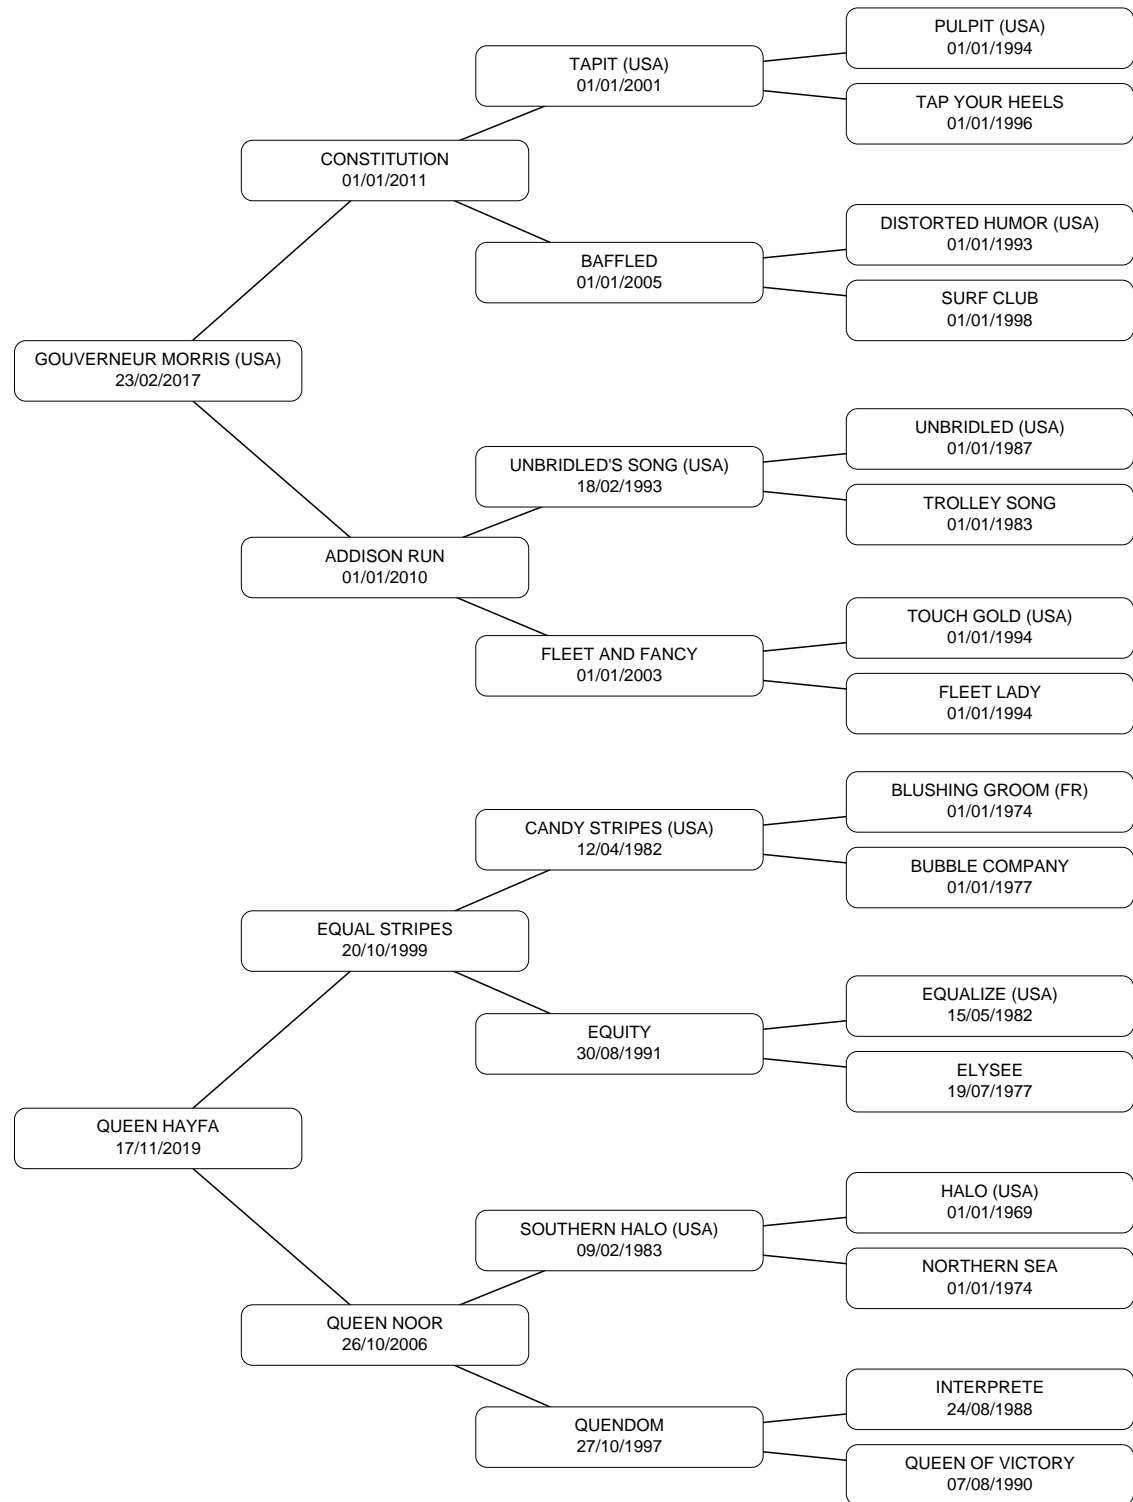 PULPIT (USA)
01/01/1994
TAPIT (USA)
01/01/2001
TAP YOUR HEELS
01/01/1996
CONSTITUTION
01/01/2011
DISTORTED HUMOR (USA)
01/01/1993
BAFFLED
01/01/2005
SURF CLUB
01/01/1998
GOUVERNEUR MORRIS (USA)
23/02/2017
UNBRIDLED (USA)
01/01/1987
UNBRIDLED'S SONG (USA)
18/02/1993
TROLLEY SONG
01/01/1983
ADDISON RUN
01/01/2010
TOUCH GOLD (USA)
01/01/1994
FLEET AND FANCY
01/01/2003
FLEET LADY
01/01/1994
BLUSHING GROOM (FR)
01/01/1974
CANDY STRIPES (USA)
12/04/1982
BUBBLE COMPANY
01/01/1977
EQUAL STRIPES
20/10/1999
EQUALIZE (USA)
15/05/1982
EQUITY
30/08/1991
ELYSEE
19/07/1977
QUEEN HAYFA
17/11/2019
HALO (USA)
01/01/1969
SOUTHERN HALO (USA)
09/02/1983
NORTHERN SEA
01/01/1974
QUEEN NOOR
26/10/2006
INTERPRETE
24/08/1988
QUENDOM
27/10/1997
QUEEN OF VICTORY
07/08/1990